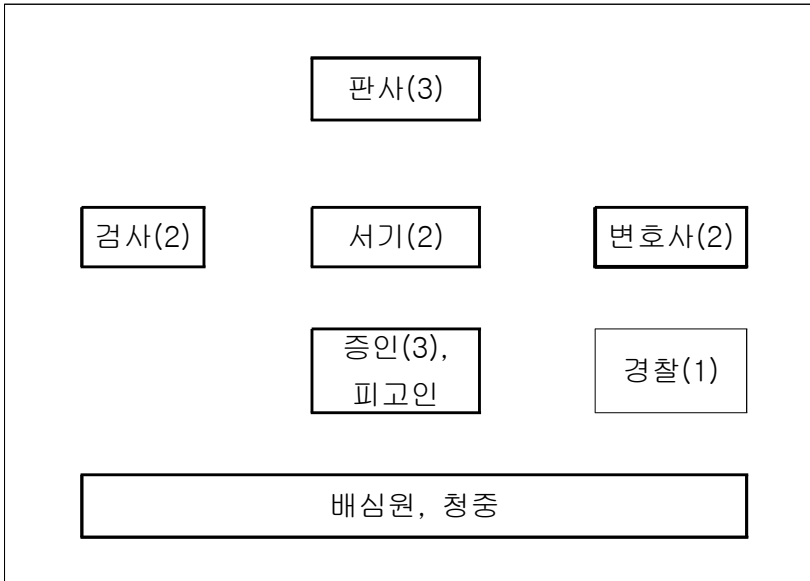 판사(3)
검사(2)
서기(2)
변호사(2)
증인(3),
피고인
경찰(1)
배심원, 청중